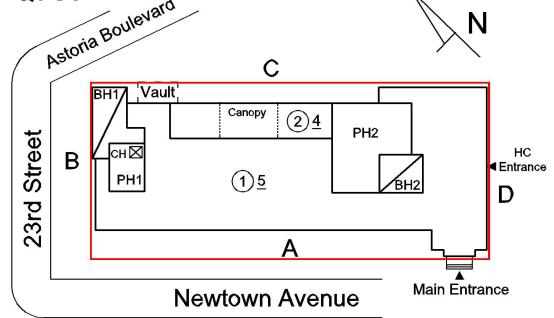 Astoria Boulevard
N
C
BH1
Vault
Canopy
2 4
PH2
23rd Street
B
CH
PH1
1 5
BH2
HC
Entrance
D
A
Main Entrance
Newtown Avenue